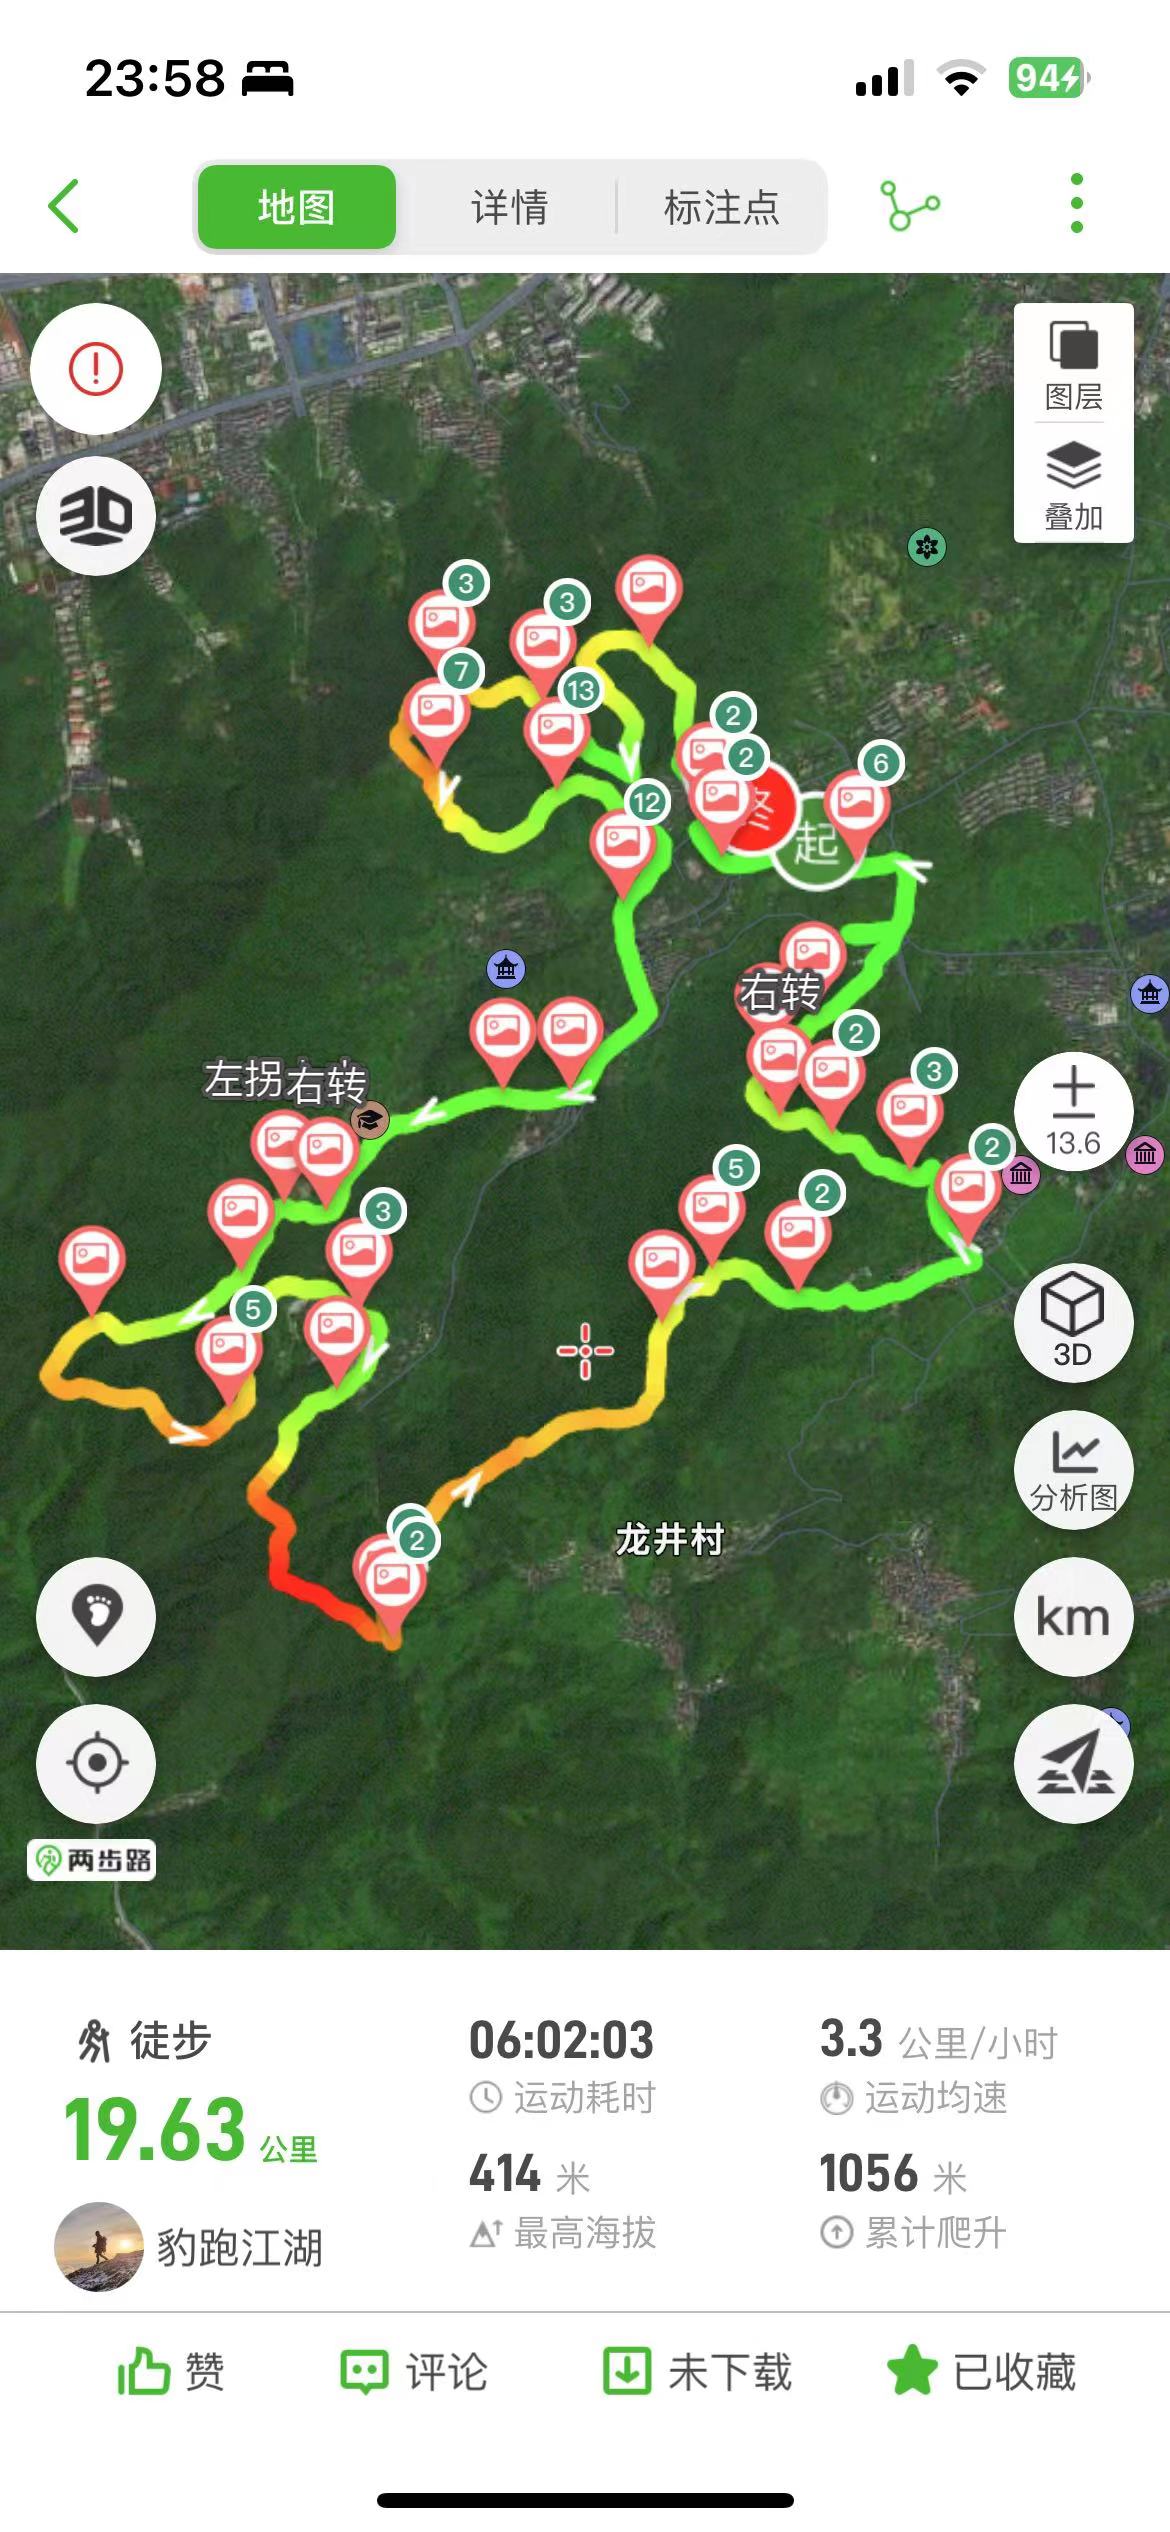 23:58
94
地图 详情 标注点
图层
3D
叠加
3
3
7
13
2
2
6
12
终
起
右转
2
左拐 右转
3
13.6
2
5
2
3
5
3D
分析图
2
龙井村
km
两步路
徒步
06:02:03
3.3 公里/小时
运动耗时
运动均速
19.63 公里
414 米
1056 米
最高海拔
累计爬升
豹跑江湖
赞 评论 未下载 已收藏